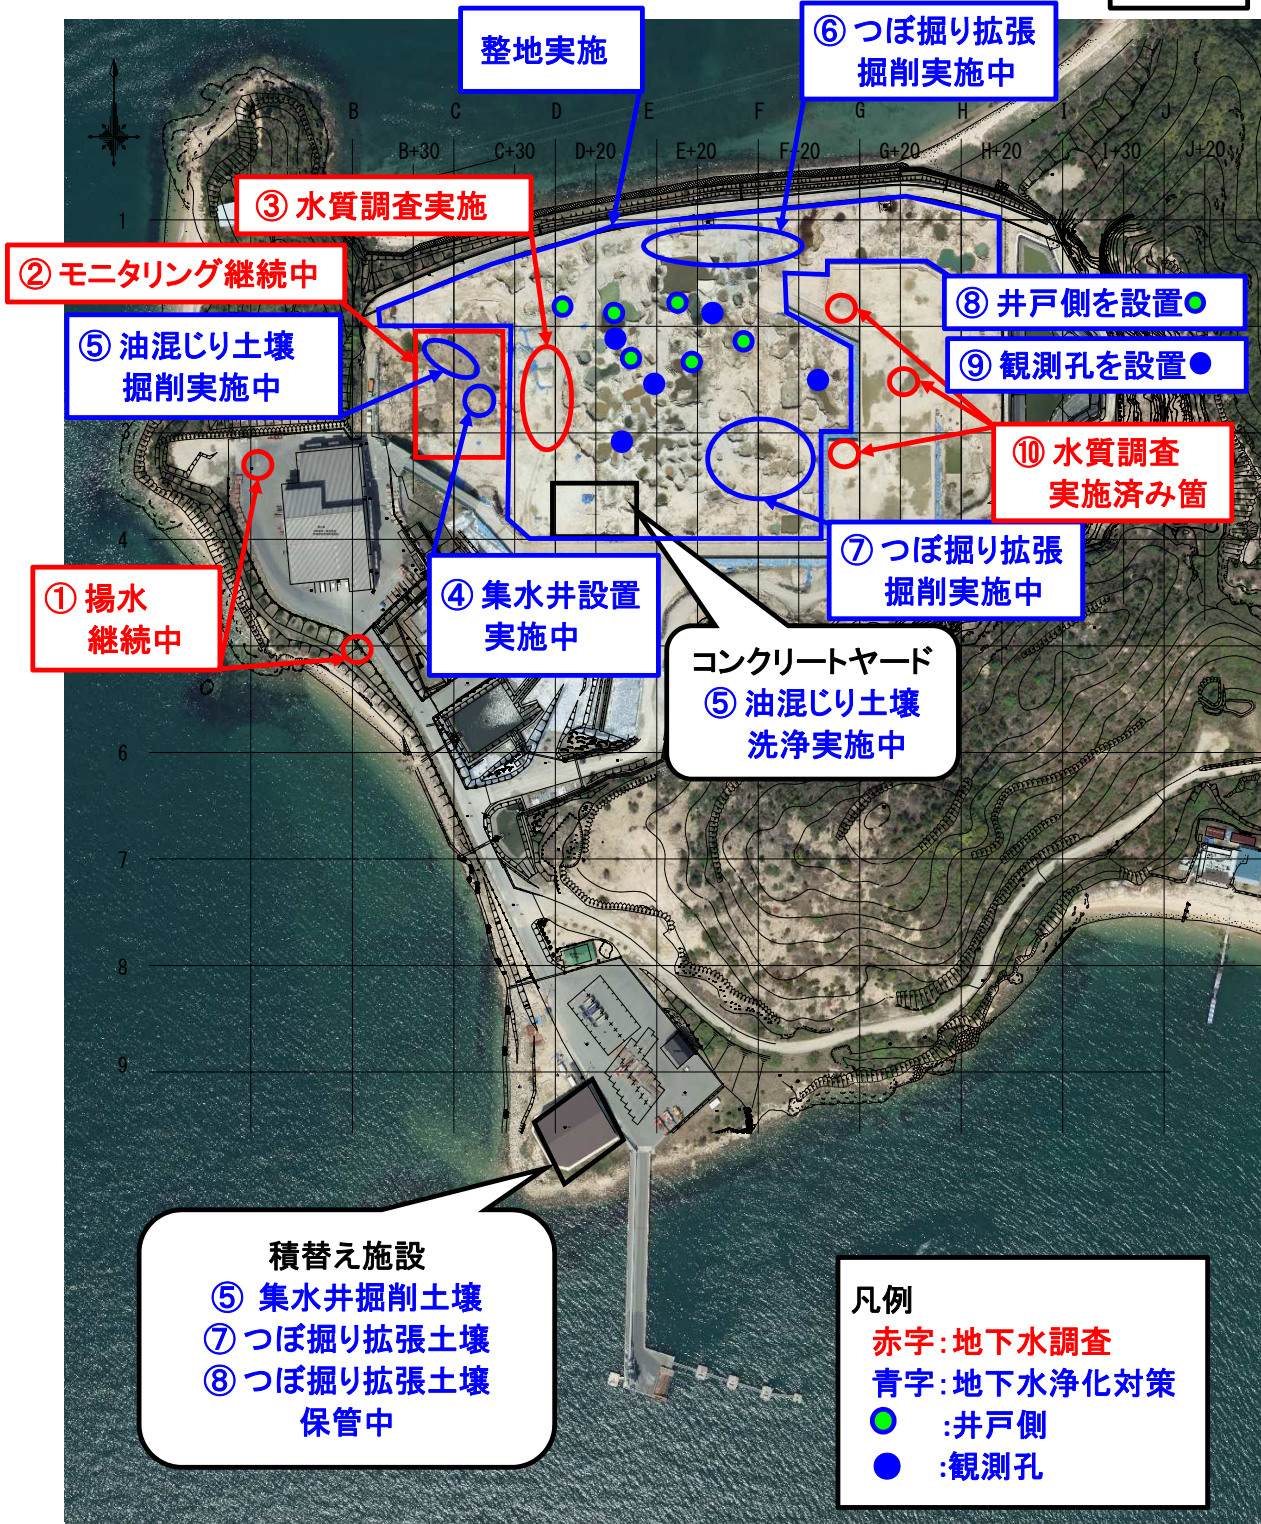 整地実施
⑥ つぼ掘り拡張
掘削実施中
B
C
D
E
F
G
H
I
J
B+30
C+30
D+20
E+20
F+20
G+20
H+20
I+30
J+20
③ 水質調査実施
1
② モニタリング継続中
⑧ 井戸側を設置
⑤ 油混じり土壌
掘削実施中
⑨ 観測孔を設置
⑩ 水質調査
実施済み箇
4
⑦ つぼ掘り拡張
掘削実施中
① 揚水
継続中
④ 集水井設置
実施中
コンクリートヤード
⑤ 油混じり土壌
洗浄実施中
6
7
8
9
積替え施設
⑤ 集水井掘削土壌
⑦ つぼ掘り拡張土壌
⑧ つぼ掘り拡張土壌
保管中
凡例
赤字:地下水調査
青字:地下水浄化対策
:井戸側
:観測孔